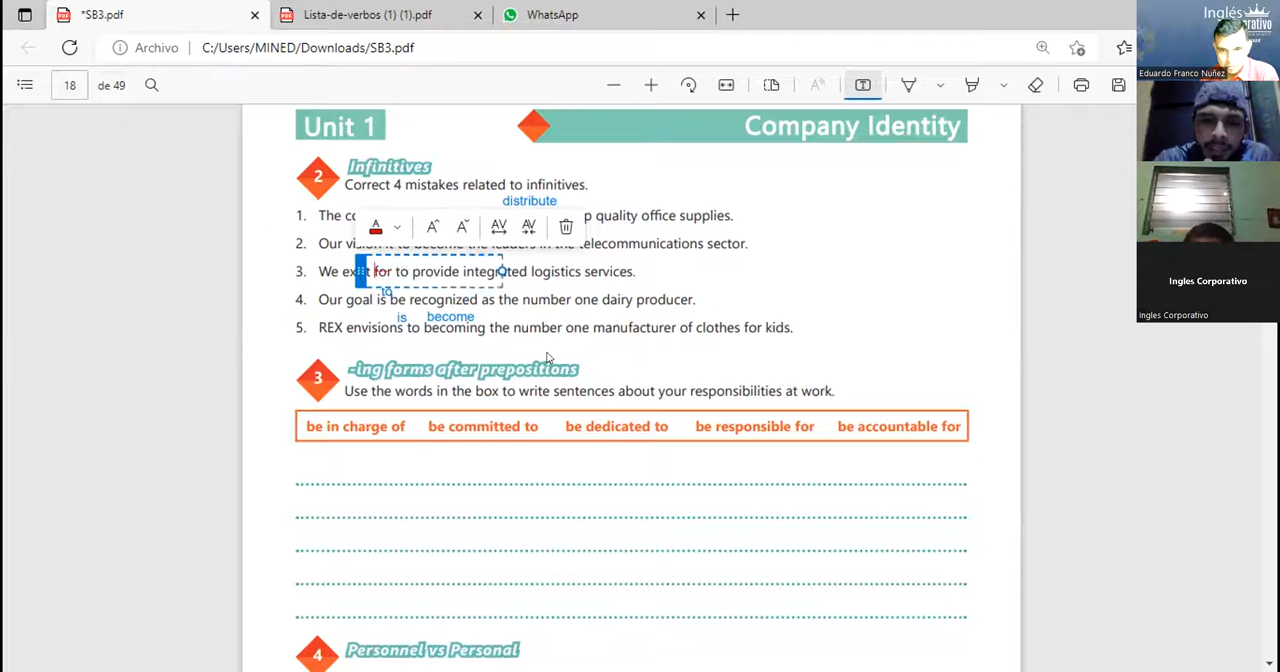 *SB3.pdf
Lista-de-verbos (1) (1).pdf
WhatsApp
Archivo
C:/Users/MINED/Downloads/SB3.pdf
18
de 49
Inglés
Eduardo Franco Nuñez
Unit 1
Company Identity
2
Infinitives
Correct 4 mistakes related to infinitives.
distribute
1. The p quality office supplies.
2. Our telecommunications sector.
3. We for to provide integrated logistics services.
to
4. Our goal is be recognized as the number one dairy producer.
is become
5. REX envisions to becoming the number one manufacturer of clothes for kids.
3
-ing forms after prepositions
Use the words in the box to write sentences about your responsibilities at work.
be in charge of be committed to be dedicated to be responsible for be accountable for
4
Personnel vs Personal
Ingles Corporativo
Ingles Corporativo